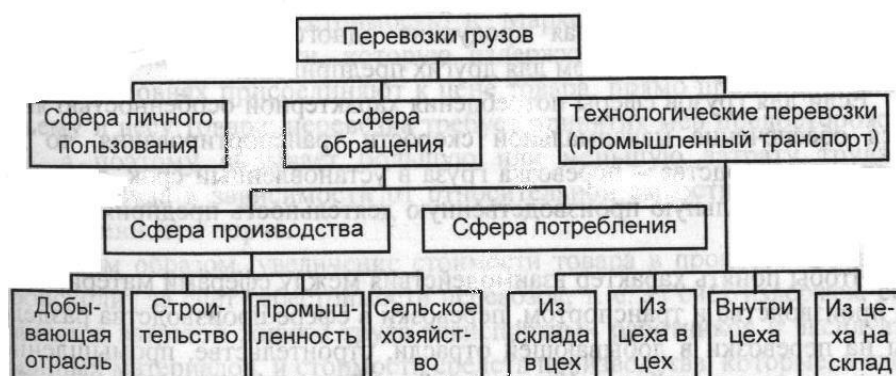 Перевозки грузов
Сфера личного
пользования
Сфера
обращения
Технологические перевозки
(промышленный транспорт)
Сфера производства
Сфера потребления
Добы-
вающая
отрасль
Строи-
тельство
Промыш-
ленность
Сельское
хозяйст-
во
Из
склада
в цех
Из
цеха в
цех
Внутри
цеха
Из це-
ха на
склад